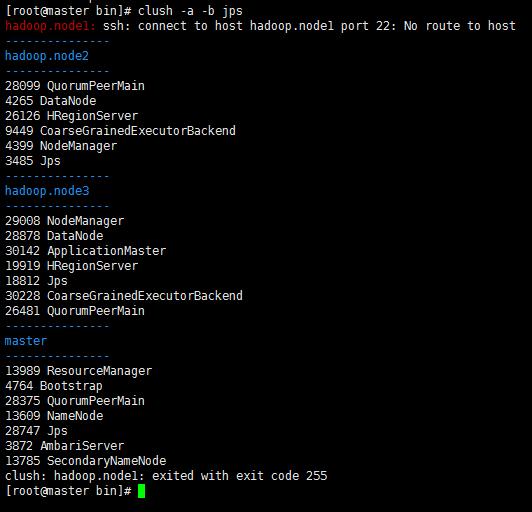 [root@master bin]# clush -a -b jps
hadoop.node1: ssh: connect to host hadoop.node1 port 22: No route to host
---------------
hadoop.node2
---------------
28099 QuorumPeerMain
4265 DataNode
26126 HRegionServer
9449 CoarseGrainedExecutorBackend
4399 NodeManager
3485 Jps
---------------
hadoop.node3
---------------
29008 NodeManager
28878 DataNode
30142 ApplicationMaster
19919 HRegionServer
18812 Jps
30228 CoarseGrainedExecutorBackend
26481 QuorumPeerMain
---------------
master
---------------
13989 ResourceManager
4764 Bootstrap
28375 QuorumPeerMain
13609 NameNode
28747 Jps
3872 AmbariServer
13785 SecondaryNameNode
clush: hadoop.node1: exited with exit code 255
[root@master bin]#